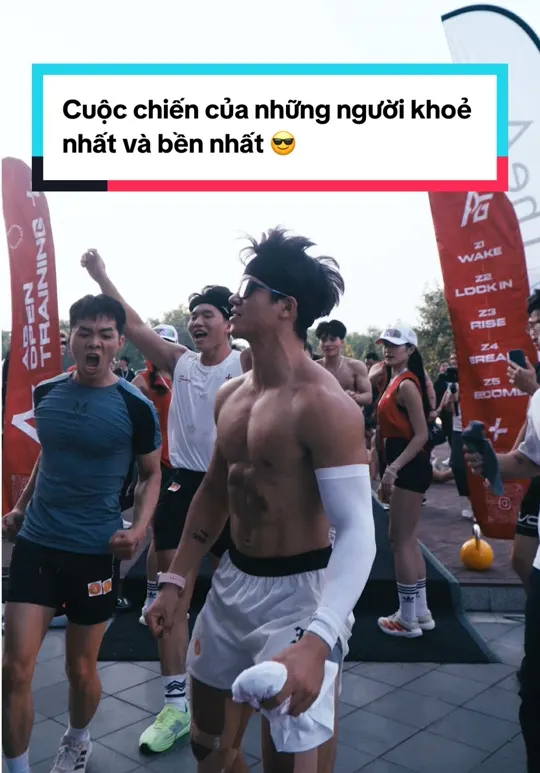 Cuộc chiến của những người khoẻ
nhất và bền nhất 😎
OPEN
TRAINING
Z1
WAKE
Z2
LOCK IN
Z3
RISE
Z5